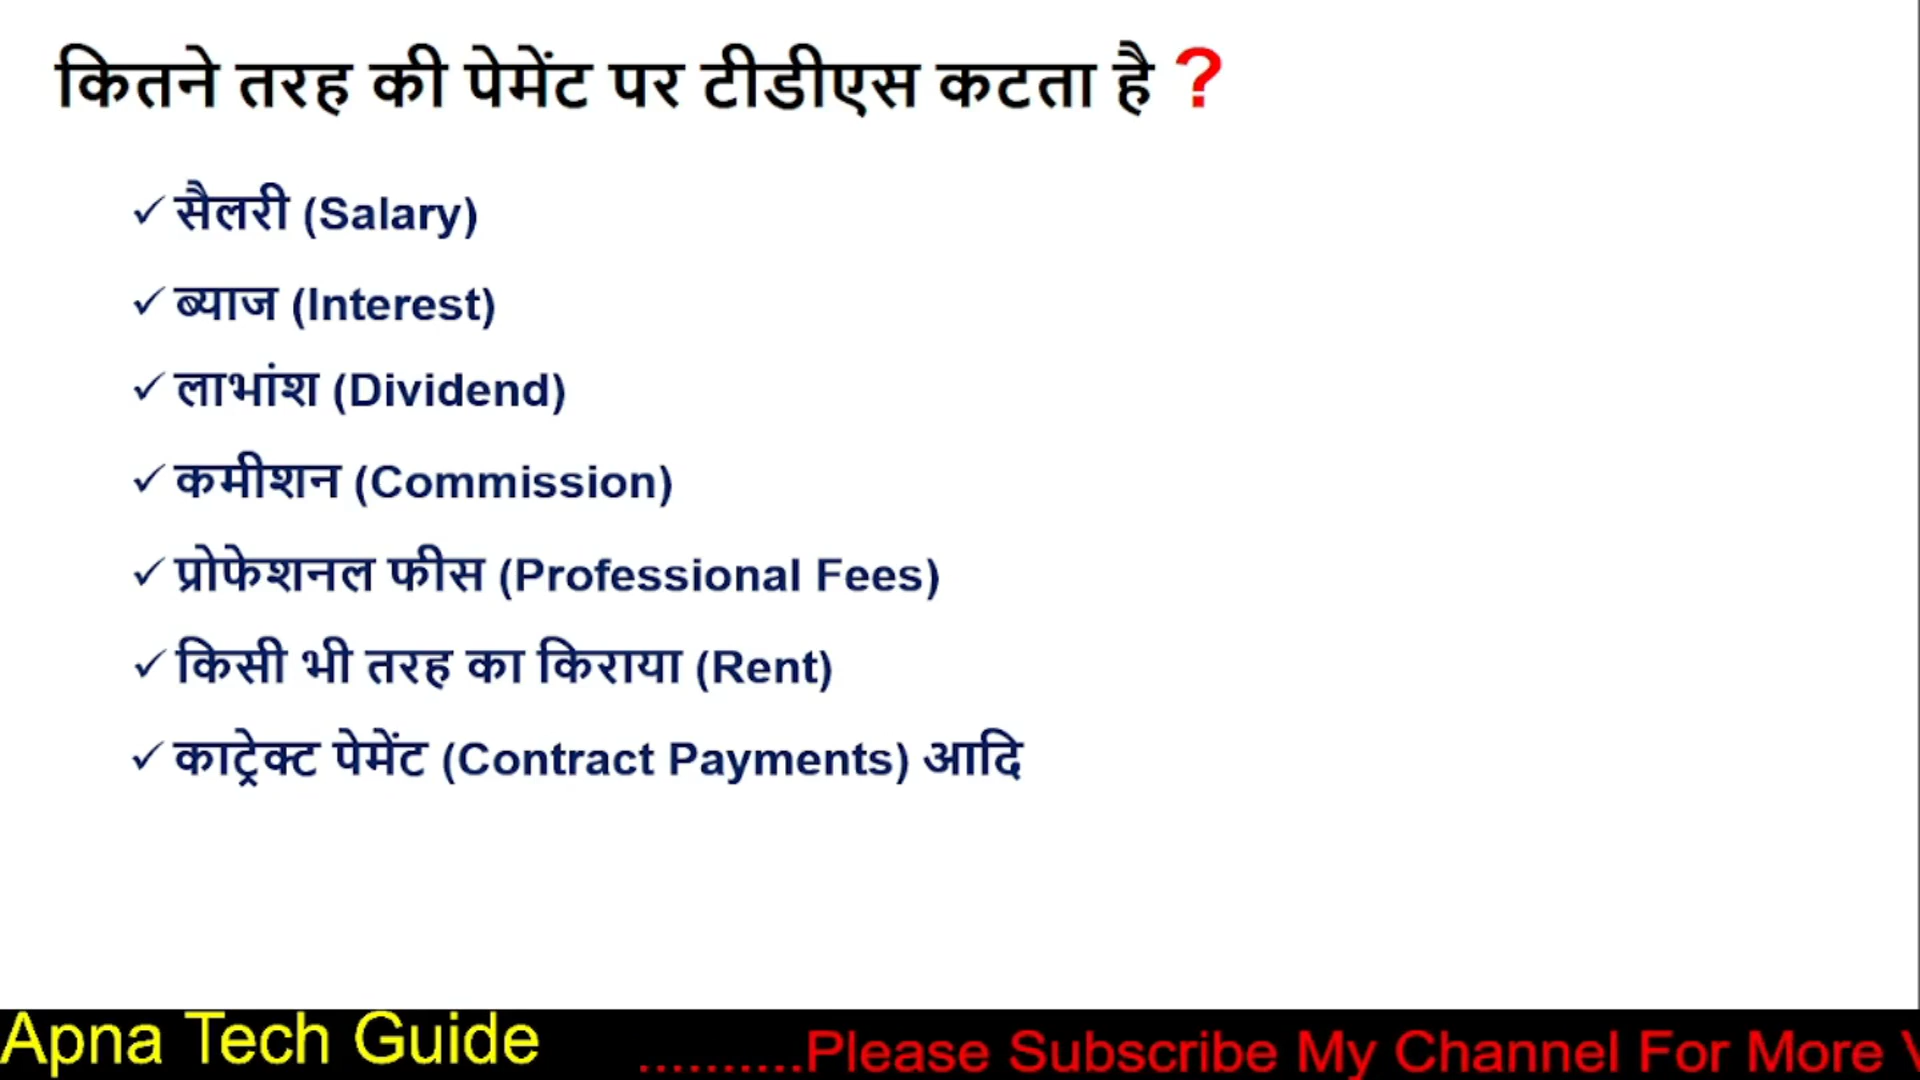 कितने तरह की पेमेंट पर टीडीएस कटता है ?
✓ सैलरी (Salary)
✓ ब्याज (Interest)
✓ लाभांश (Dividend)
✓ कमीशन (Commission)
✓ प्रोफेशनल फीस (Professional Fees)
✓ किसी भी तरह का किराया (Rent)
✓ काट्रेक्ट पेमेंट (Contract Payments) आदि
Apna Tech Guide
..........Please Subscribe My Channel For More